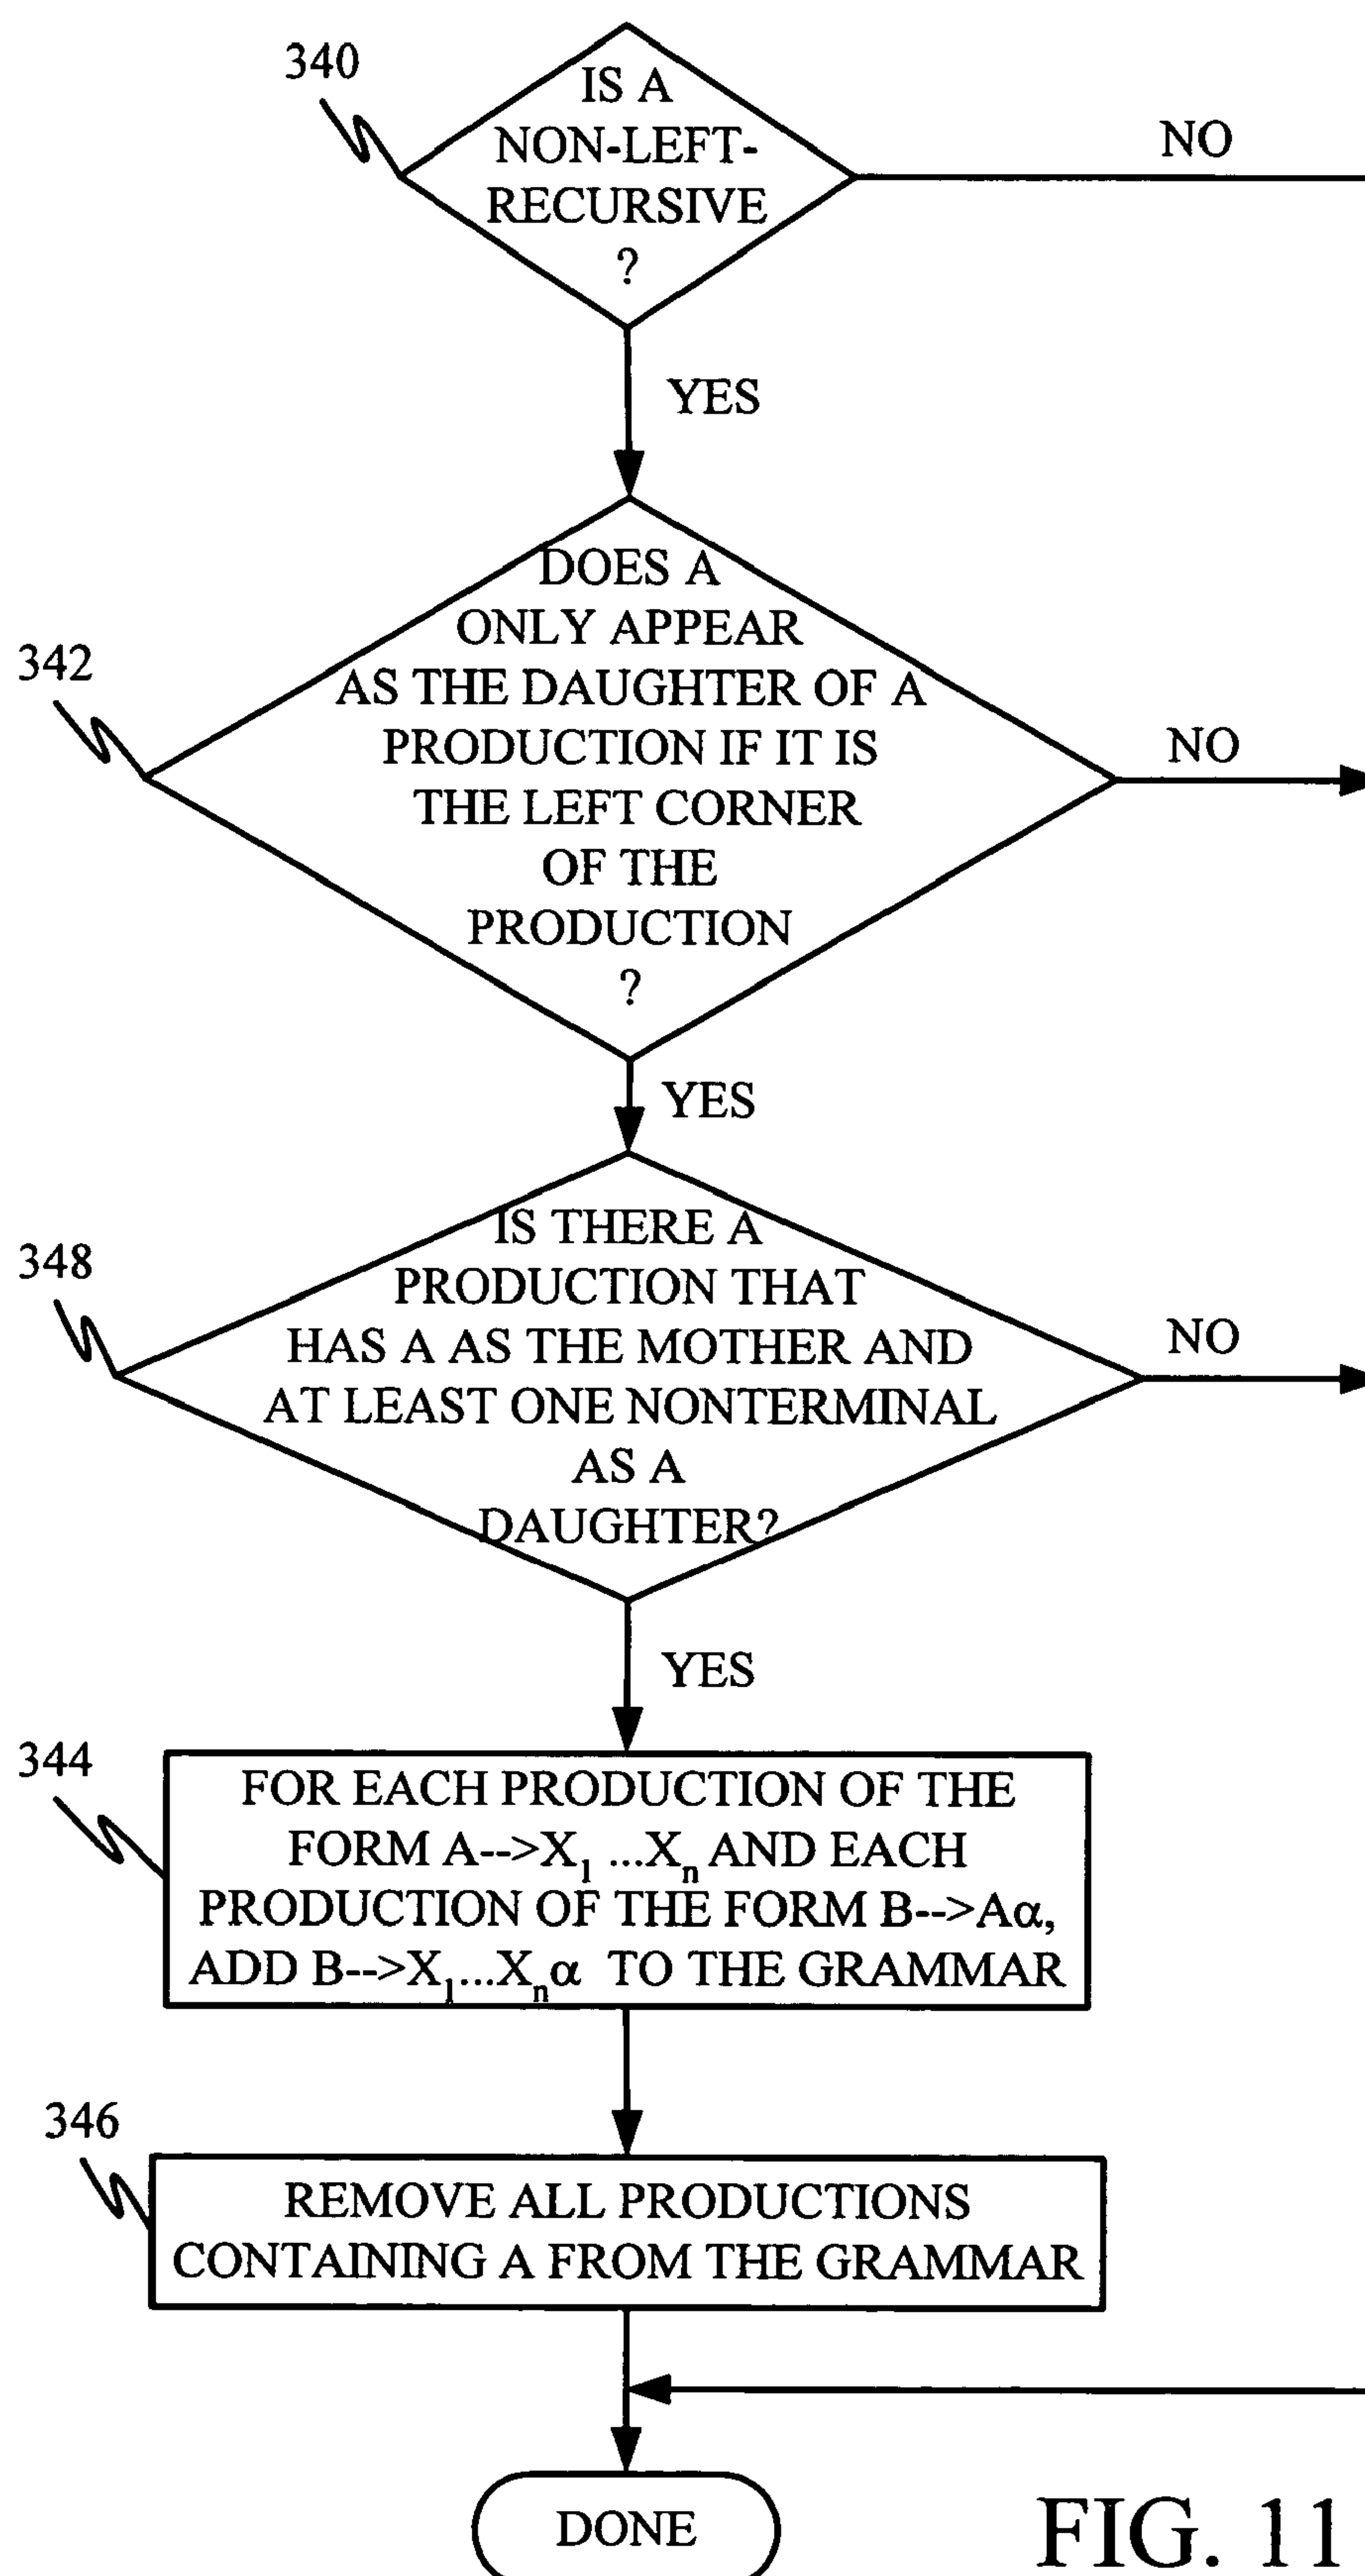 340
IS A
NON-LEFT-
RECURSIVE
?
NO
YES
342
DOES A
ONLY APPEAR
AS THE DAUGHTER OF A
PRODUCTION IF IT IS
THE LEFT CORNER
OF THE
PRODUCTION
?
NO
YES
348
IS THERE A
PRODUCTION THAT
HAS A AS THE MOTHER AND
AT LEAST ONE NONTERMINAL
AS A
DAUGHTER?
NO
YES
344
FOR EACH PRODUCTION OF THE
FORM A-->X₁ ...Xₙ AND EACH
PRODUCTION OF THE FORM B-->Aα,
ADD B-->X₁...Xₙα TO THE GRAMMAR
346
REMOVE ALL PRODUCTIONS
CONTAINING A FROM THE GRAMMAR
DONE
FIG. 11